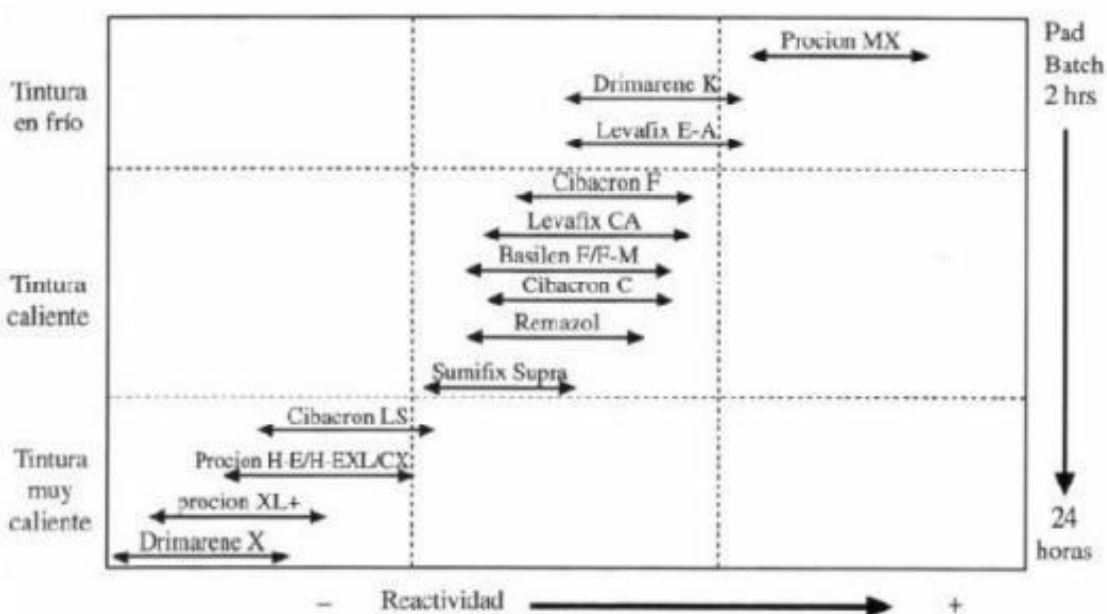 Procion MX
Pad
Batch
2 hrs
Tintura
en frío
Drimarene K
Levafix E-A
Cibacron F
Levafix CA
Basilen F/F-M
Cibacron C
Remazol
Tintura
caliente
Sumifix Supra
Cibacron LS
Procion H-E/H-EXL/CX
procion XL+
Drimarene X
Tintura
muy
caliente
24
horas
– Reactividad +